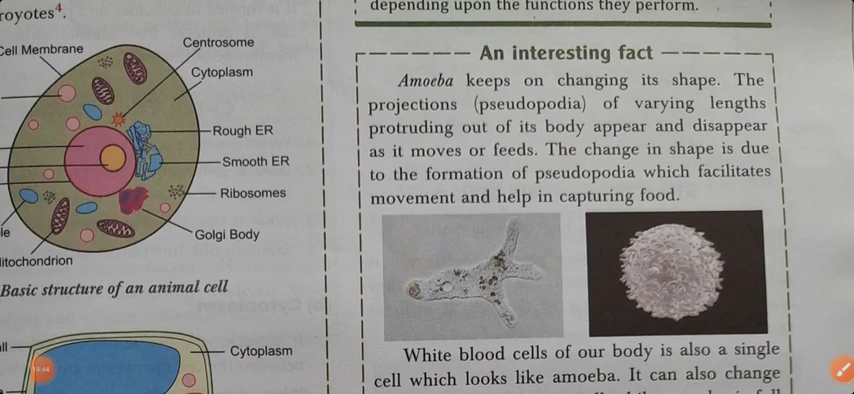 royotes⁴.
Cell Membrane
Centrosome
Cytoplasm
Rough ER
Smooth ER
Ribosomes
Golgi Body
litochondrion
Basic structure of an animal cell
Cytoplasm
19:44
depending upon the functions they perform.
An interesting fact
Amoeba keeps on changing its shape. The
projections (pseudopodia) of varying lengths
protruding out of its body appear and disappear
as it moves or feeds. The change in shape is due
to the formation of pseudopodia which facilitates
movement and help in capturing food.
White blood cells of our body is also a single
cell which looks like amoeba. It can also change